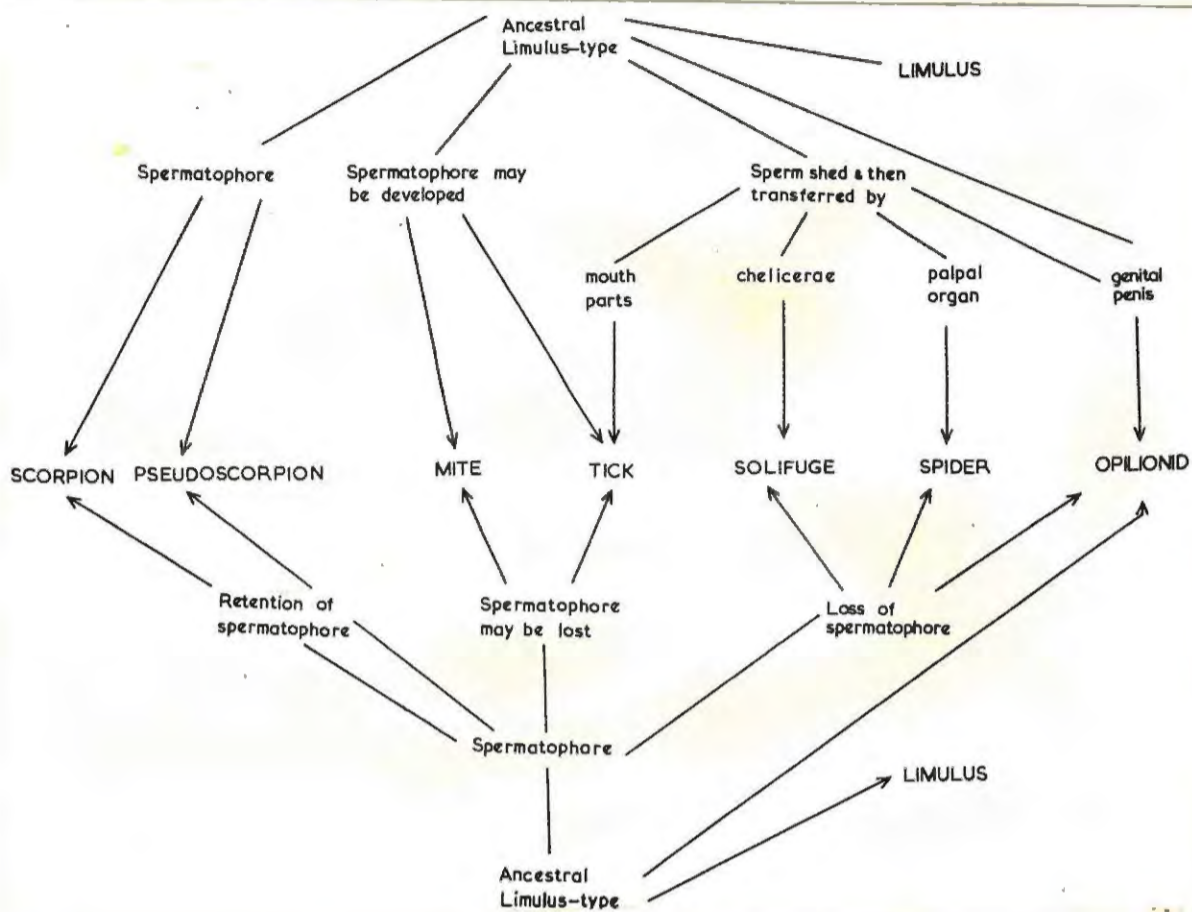 Ancestral
Limulus-type
LIMULUS
Spermatophore
Spermatophore may
be developed
Sperm shed & then
transferred by
mouth
parts
chelicerae
palpal
organ
genital
penis
SCORPION
PSEUDOSCORPION
MITE
TICK
SOLIFUGE
SPIDER
OPILIONID
Retention of
spermatophore
Spermatophore
may be lost
Loss of
spermatophore
Spermatophore
LIMULUS
Ancestral
Limulus-type